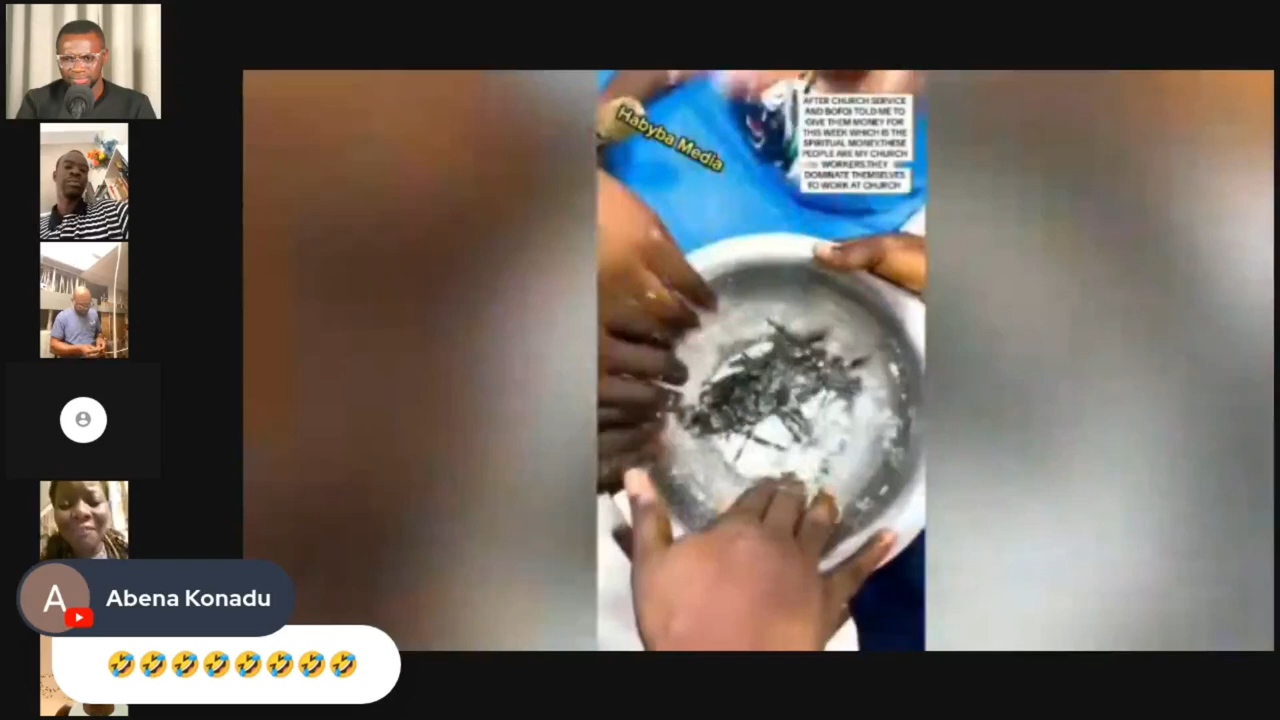 Habyba Media
AFTER CHURCH SERVICE
AND BOFOI TOLD ME TO
GIVE THEM MONEY FOR
THIS WEEK WHICH IS THE
SPIRITUAL MONEY.THESE
PEOPLE ARE MY CHURCH
WORKERS.THEY
DOMINATE THEMSELVES
TO WORK AT CHURCH
A
Abena Konadu
🤣🤣🤣🤣🤣🤣🤣🤣